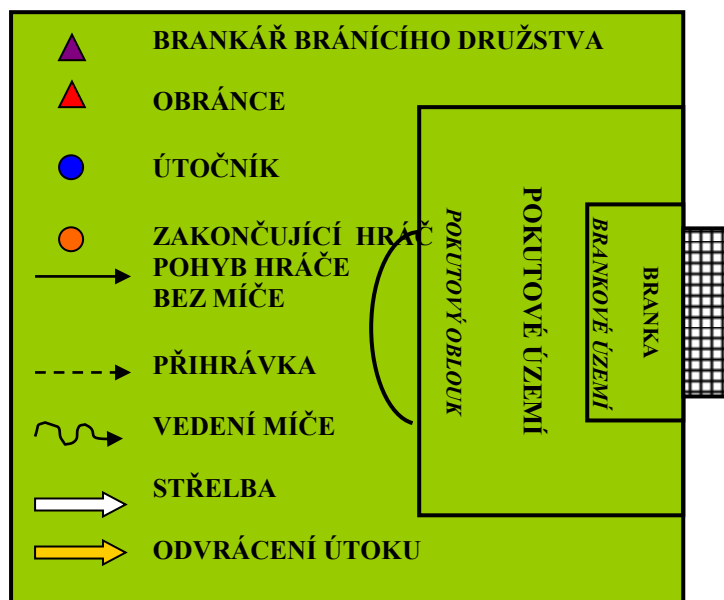 BRANKÁŘ BRÁNÍCÍHO DRUŽSTVA
OBRÁNCE
ÚTOČNÍK
ZAKONČUJÍCÍ HRÁČ
POHYB HRÁČE
BEZ MÍČE
PŘIHRÁVKA
VEDENÍ MÍČE
STŘELBA
ODVRÁCENÍ ÚTOKU
POKUTOVÝ OBLOUK
POKUTOVÉ ÚZEMÍ
BRANKOVÉ ÚZEMÍ
BRANKA